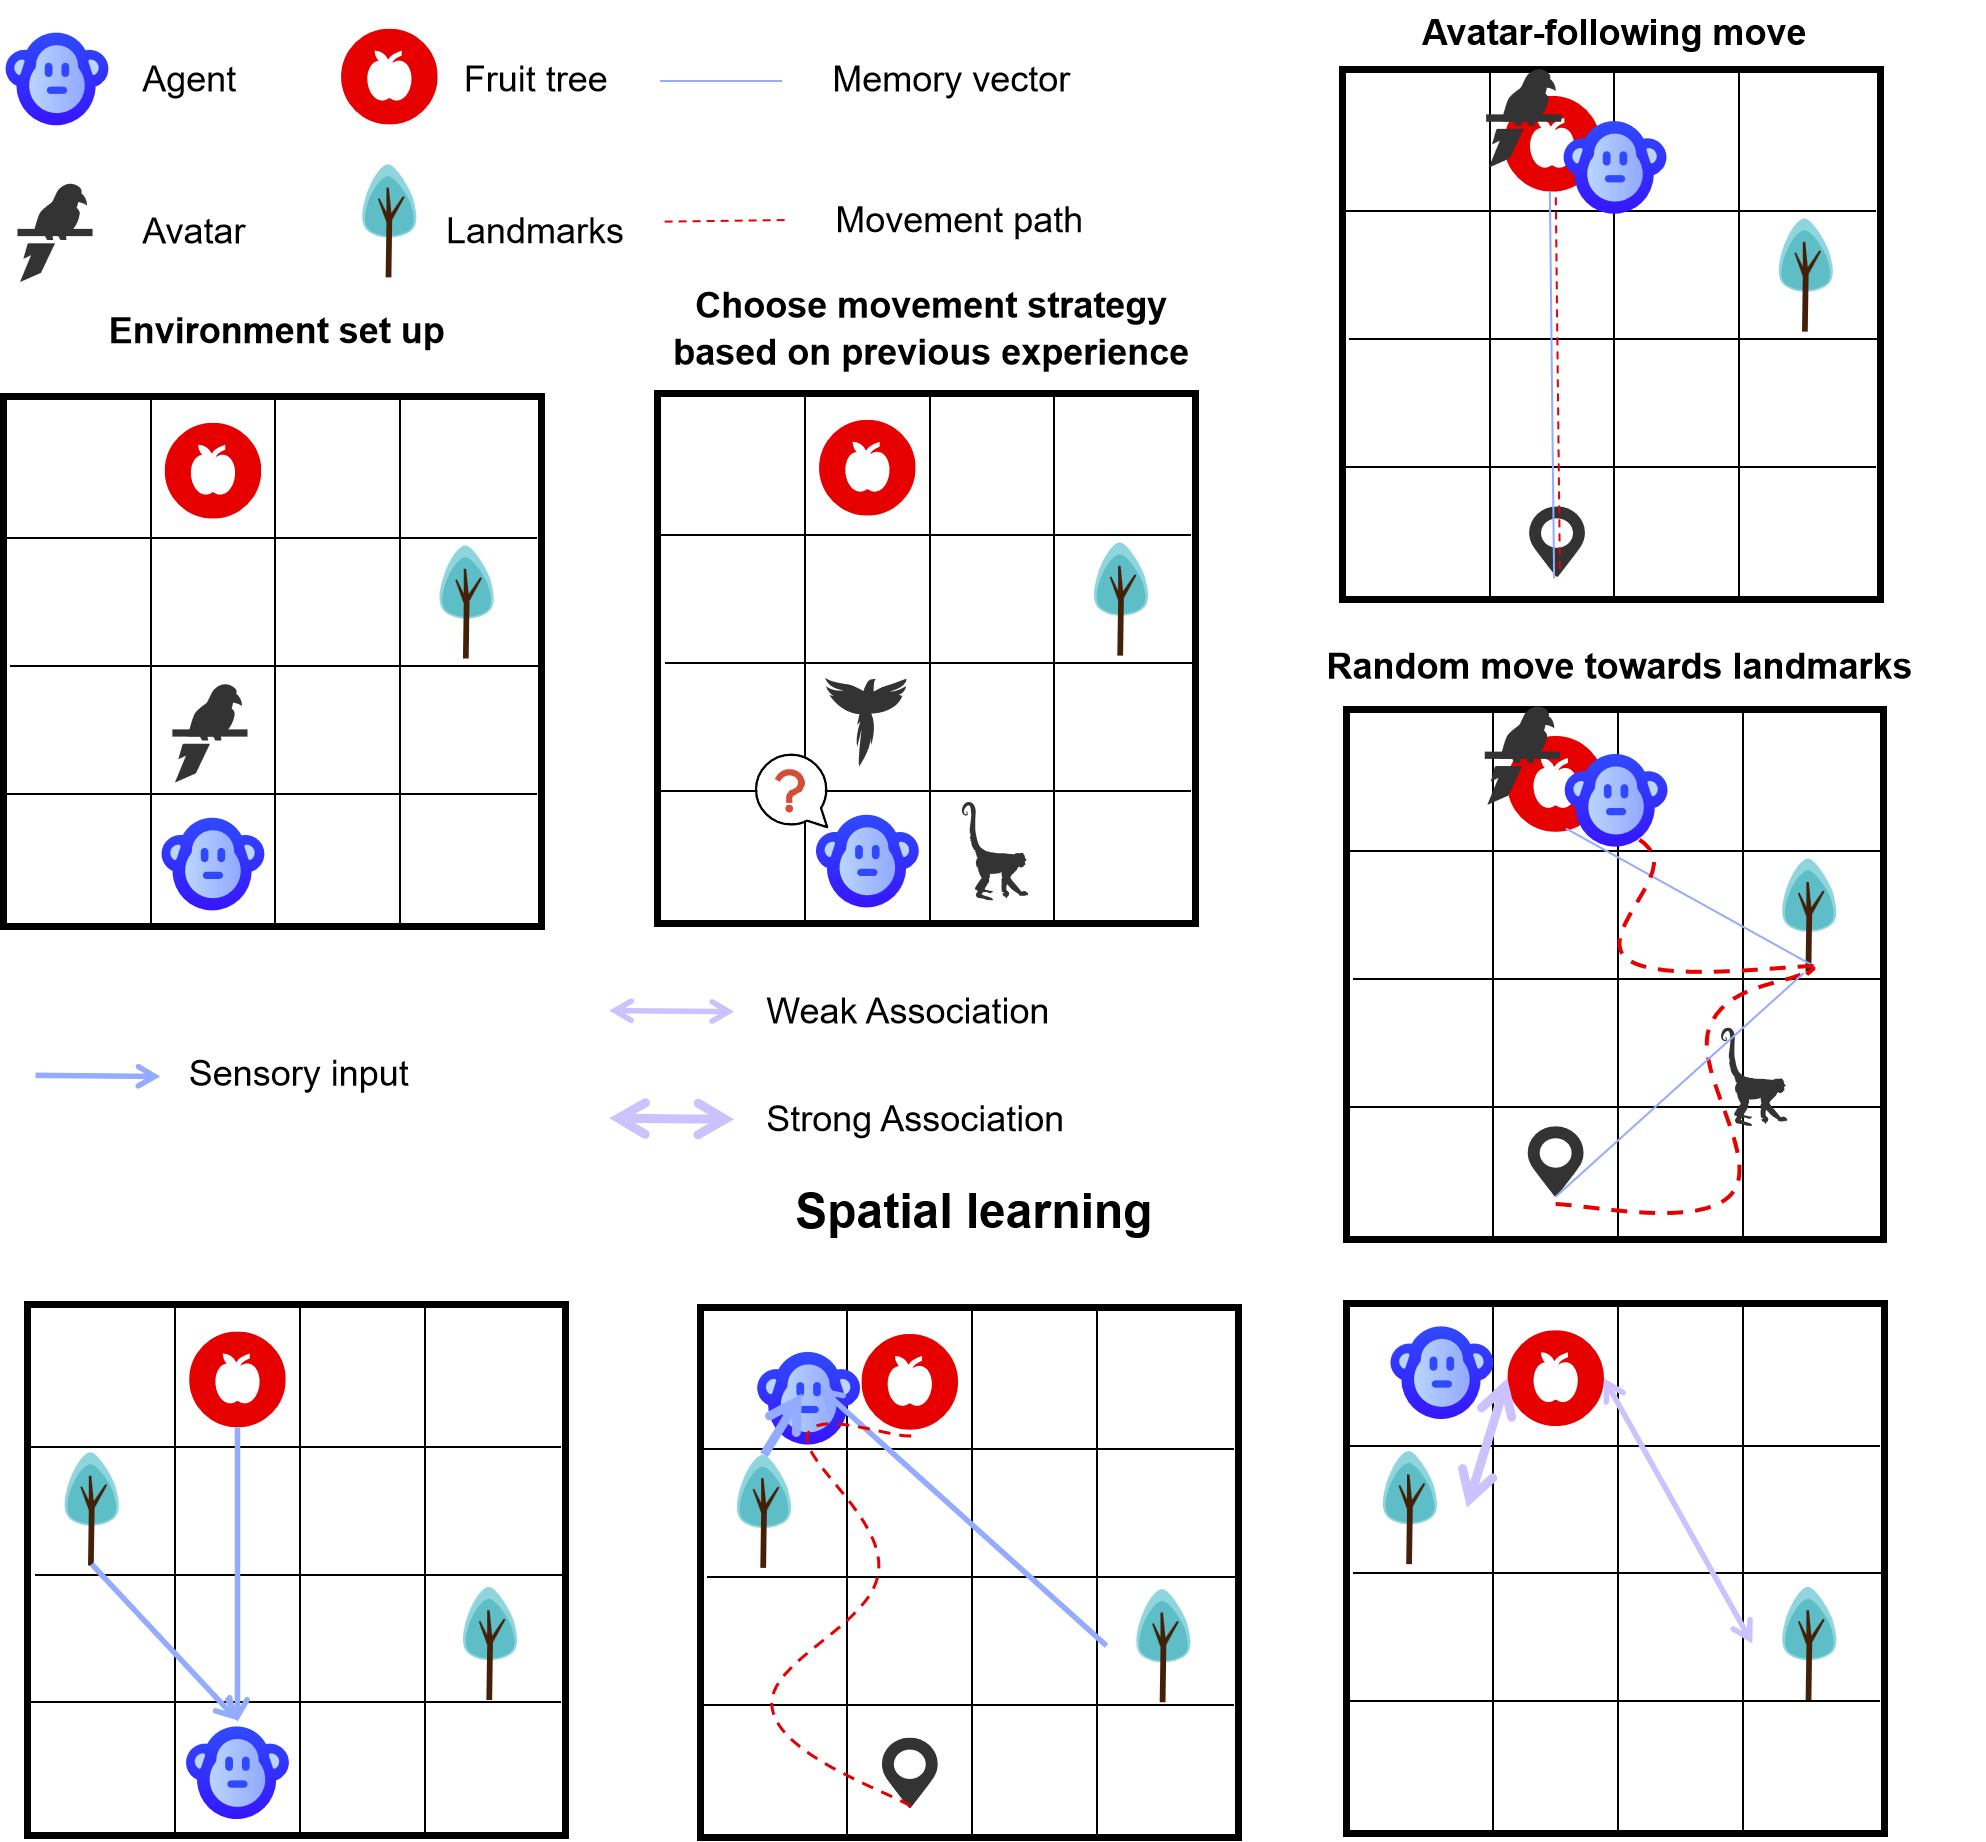 Agent
Fruit tree
Memory vector
Avatar
Landmarks
Movement path
Environment set up
Choose movement strategy
based on previous experience
?
Avatar-following move
Random move towards landmarks
Sensory input
Weak Association
Strong Association
Spatial learning